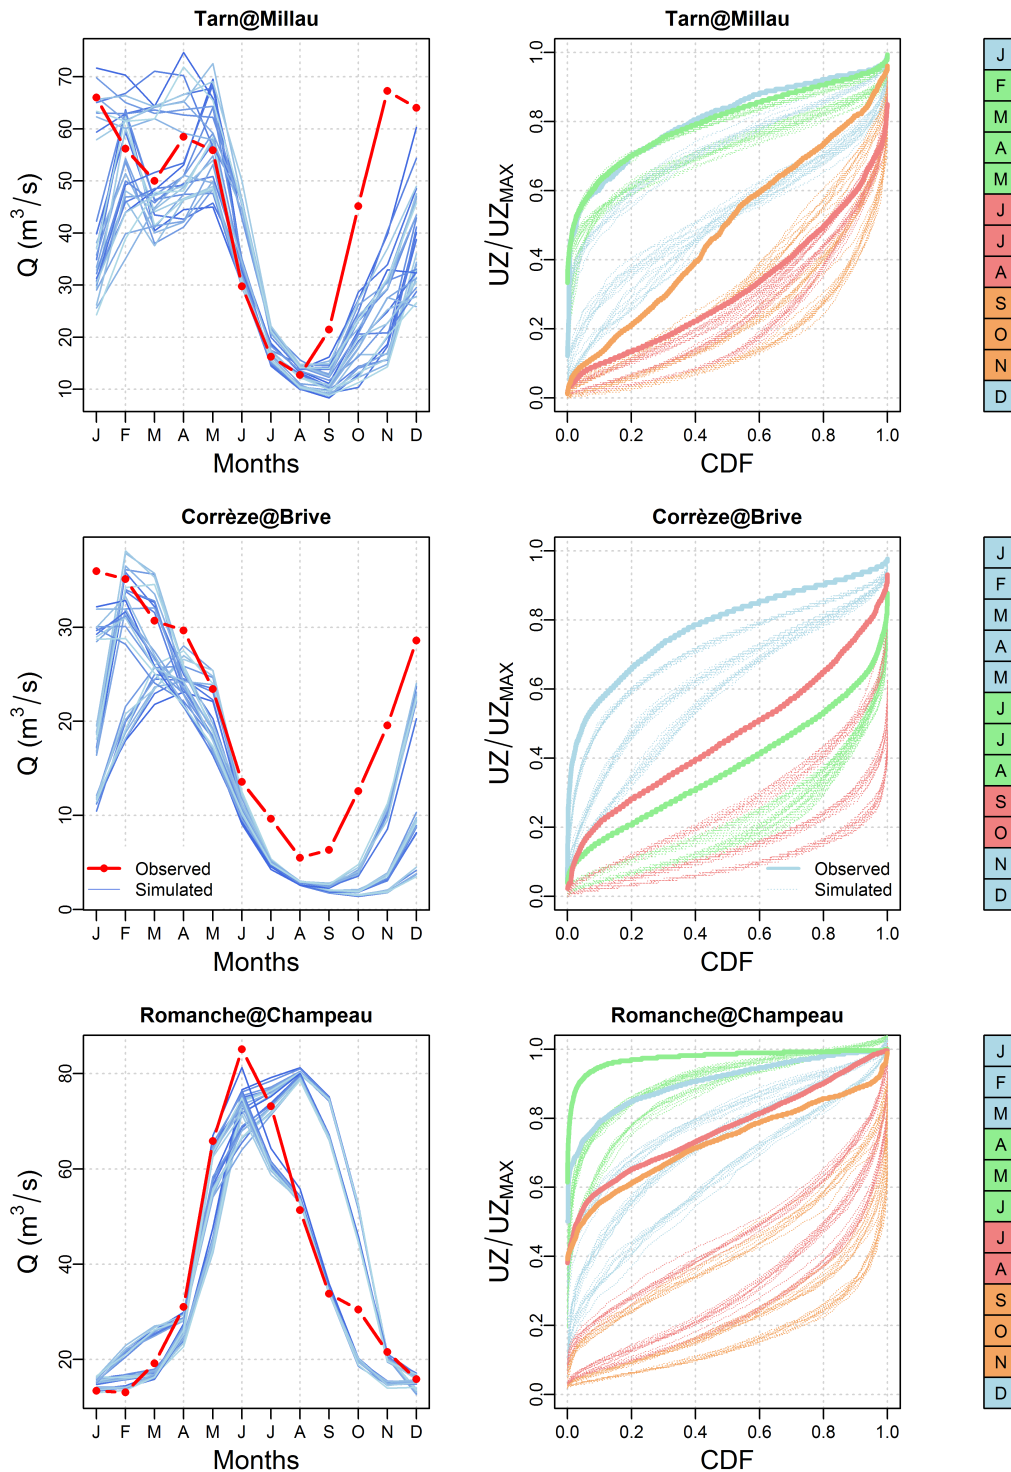 Tarn@Millau
Q (m3/s)
70
60
50
40
30
20
10
J F M A M J J A S O N D
Months
Tarn@Millau
UZ/UZMAX
1.0
0.8
0.6
0.4
0.2
0.0
0.0 0.2 0.4 0.6 0.8 1.0
CDF
J
F
M
A
M
J
J
A
S
O
N
D
Corrèze@Brive
Q (m3/s)
30
20
10
0
Observed
Simulated
J F M A M J J A S O N D
Months
Corrèze@Brive
UZ/UZMAX
1.0
0.8
0.6
0.4
0.2
0.0
Observed
Simulated
0.0 0.2 0.4 0.6 0.8 1.0
CDF
J
F
M
A
M
J
J
A
S
O
N
D
Romanche@Champeau
Q (m3/s)
80
60
40
20
J F M A M J J A S O N D
Months
Romanche@Champeau
UZ/UZMAX
1.0
0.8
0.6
0.4
0.2
0.0
0.0 0.2 0.4 0.6 0.8 1.0
CDF
J
F
M
A
M
J
J
A
S
O
N
D